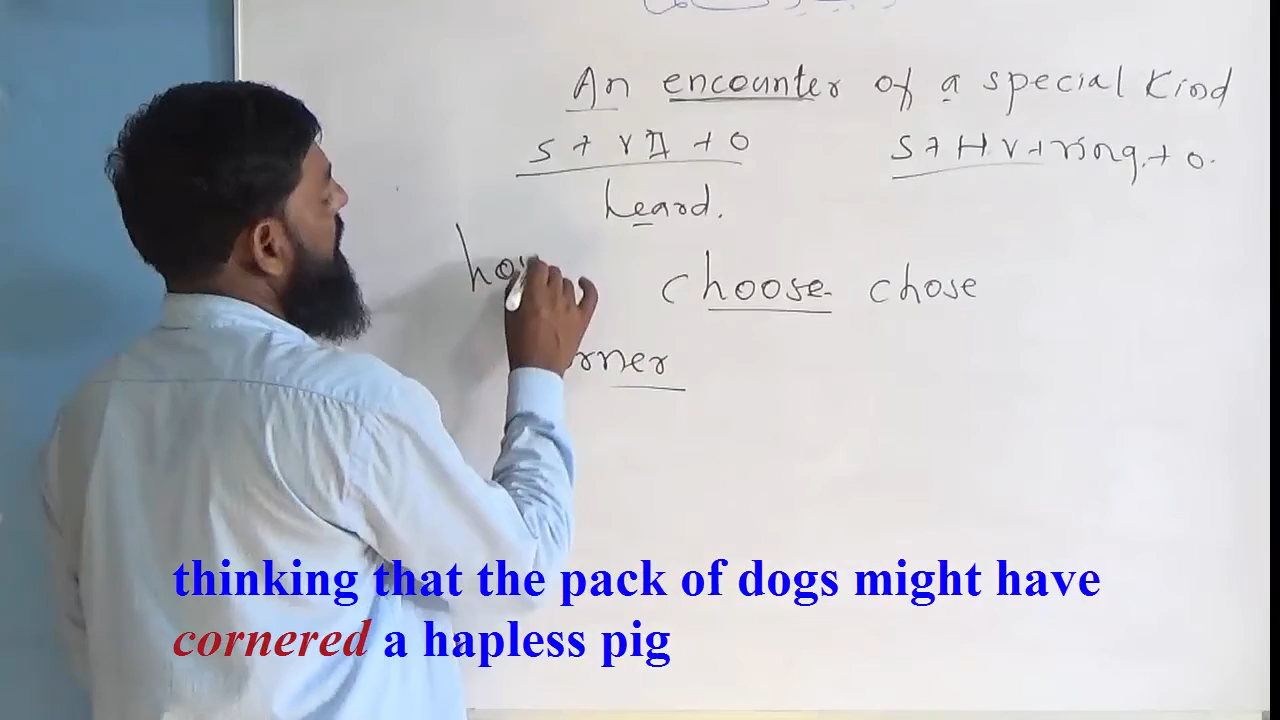 An encounter of a special Kind
S + V II + O S + H.V + Ving. + O.
heard.
choose. chose
rner
thinking that the pack of dogs might have
cornered a hapless pig